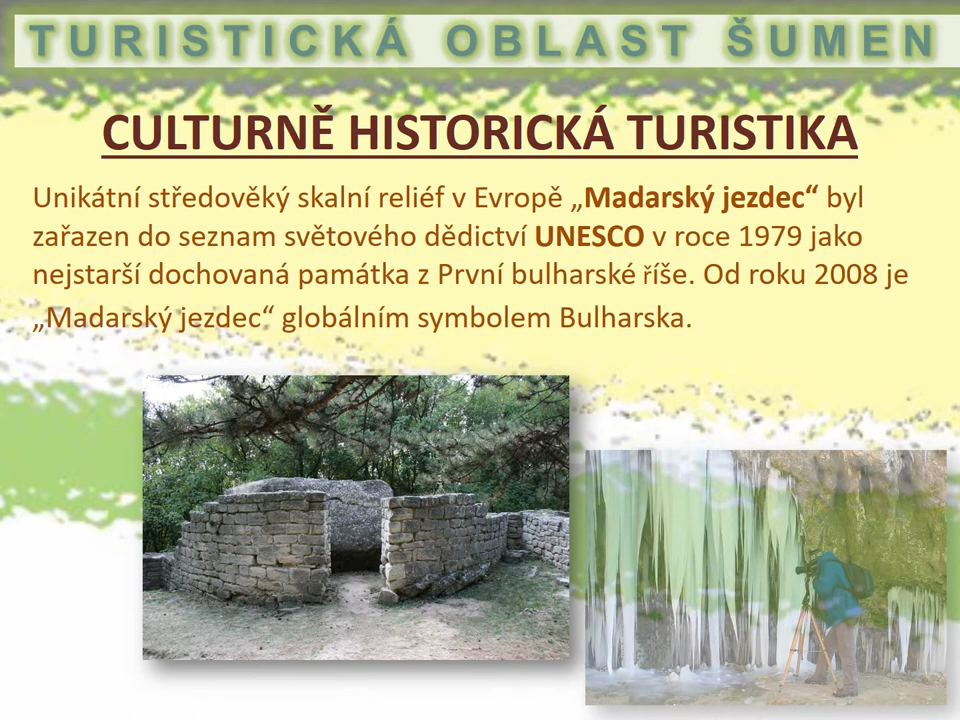 TURISTICKÁ OBLAST ŠUMEN
CULTURNĚ HISTORICKÁ TURISTIKA
Unikátní středověký skalní reliéf v Evropě „Madarský jezdec“ byl
zařazen do seznam světového dědictví UNESCO v roce 1979 jako
nejstarší dochovaná památka z První bulharské říše. Od roku 2008 je
„Madarský jezdec“ globálním symbolem Bulharska.